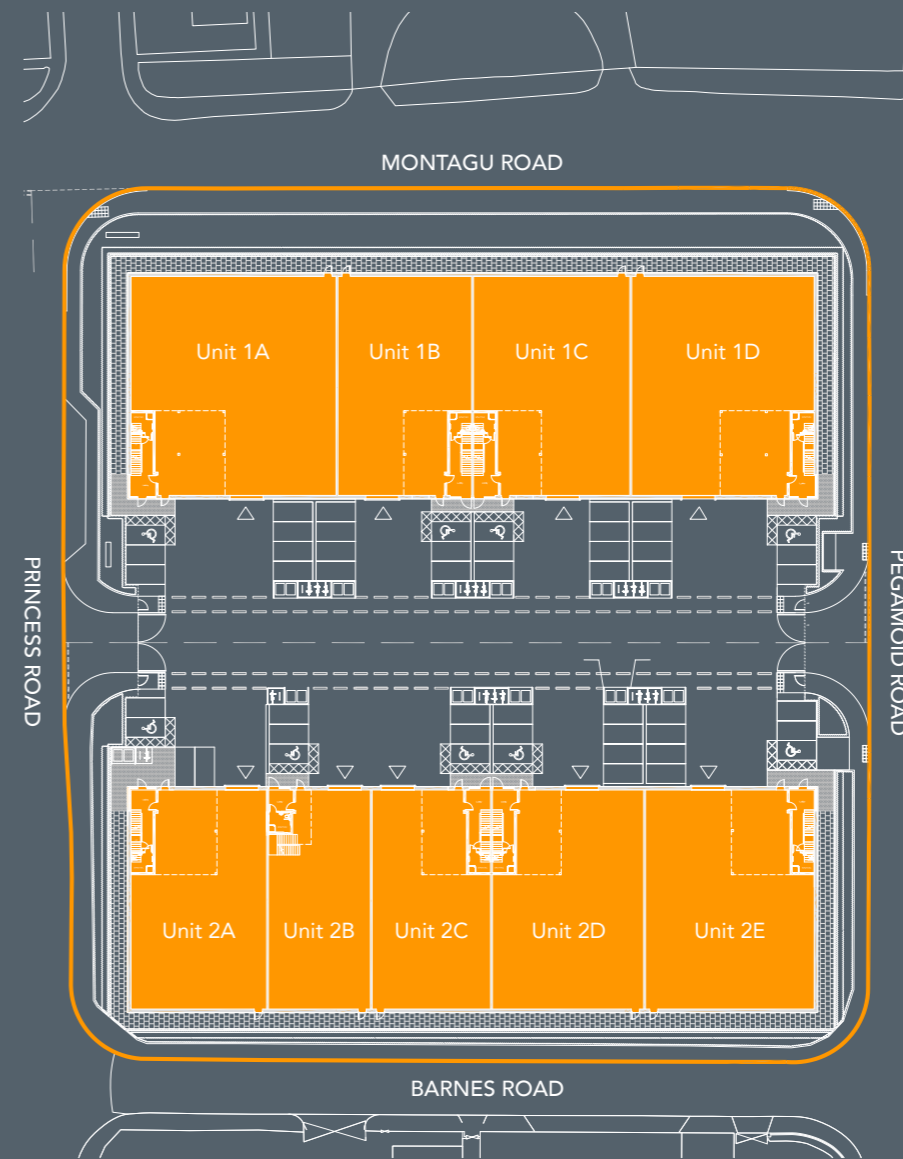 MONTAGU ROAD
Unit 1A
Unit 1B
Unit 1C
Unit 1D
PRINCESS ROAD
PEGAMOID ROAD
Unit 2A
Unit 2B
Unit 2C
Unit 2D
Unit 2E
BARNES ROAD